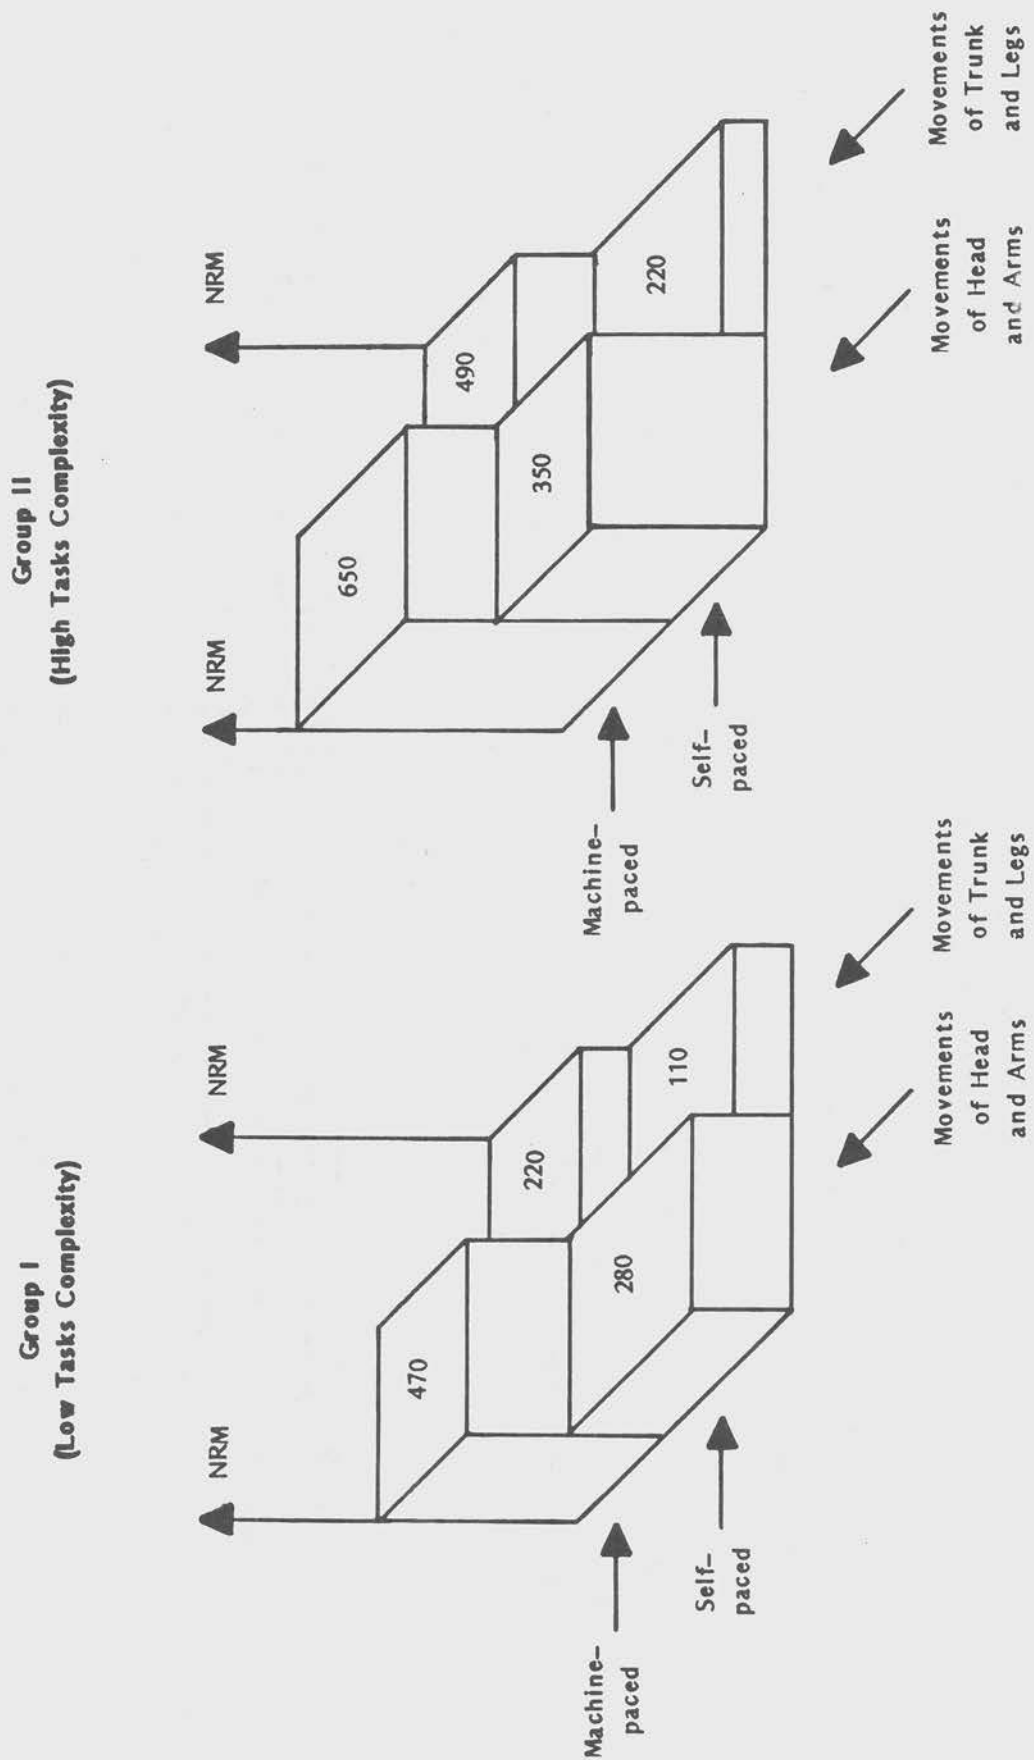 Group I
(Low Tasks Complexity)
NRM
NRM
470
220
280
110
Machine-
paced
Self-
paced
Movements
of Head
and Arms
Movements
of Trunk
and Legs
Group II
(High Tasks Complexity)
NRM
NRM
650
490
350
220
Machine-
paced
Self-
paced
Movements
of Head
and Arms
Movements
of Trunk
and Legs